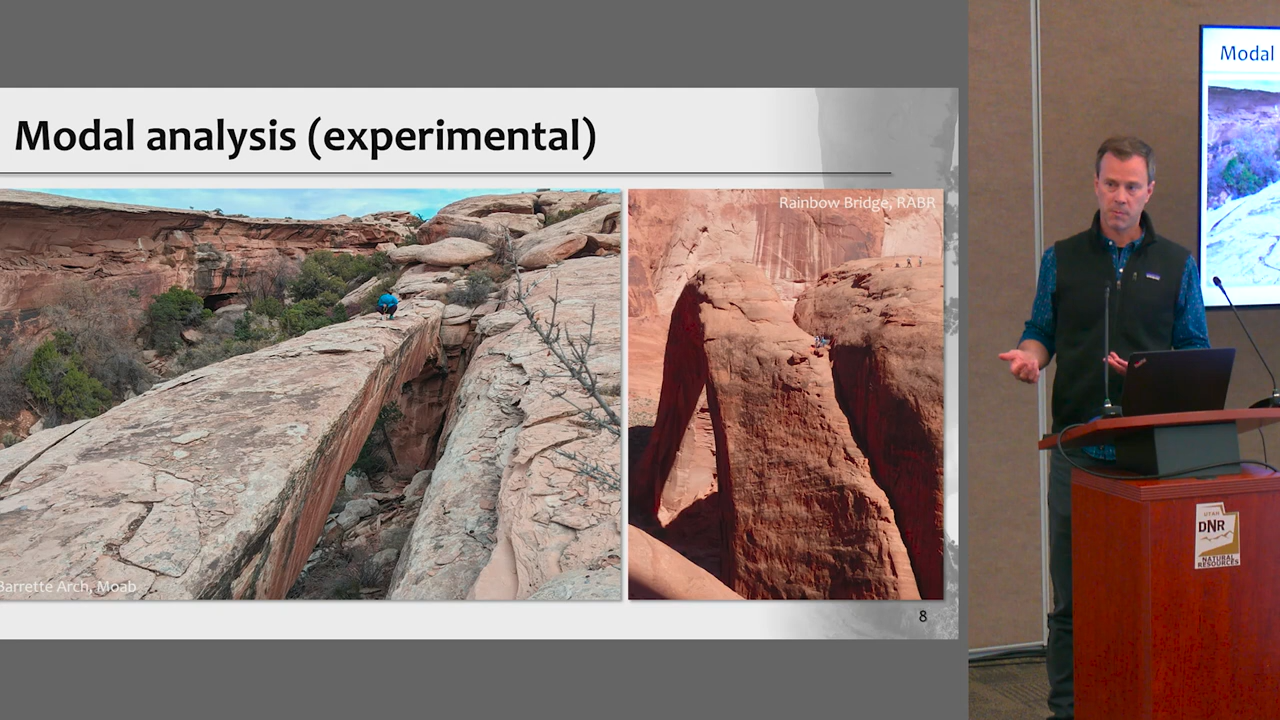 Modal analysis (experimental)
Rainbow Bridge, RABR
Barrette Arch, Moab
8
Modal
UTAH
DNR
NATURAL
RESOURCES